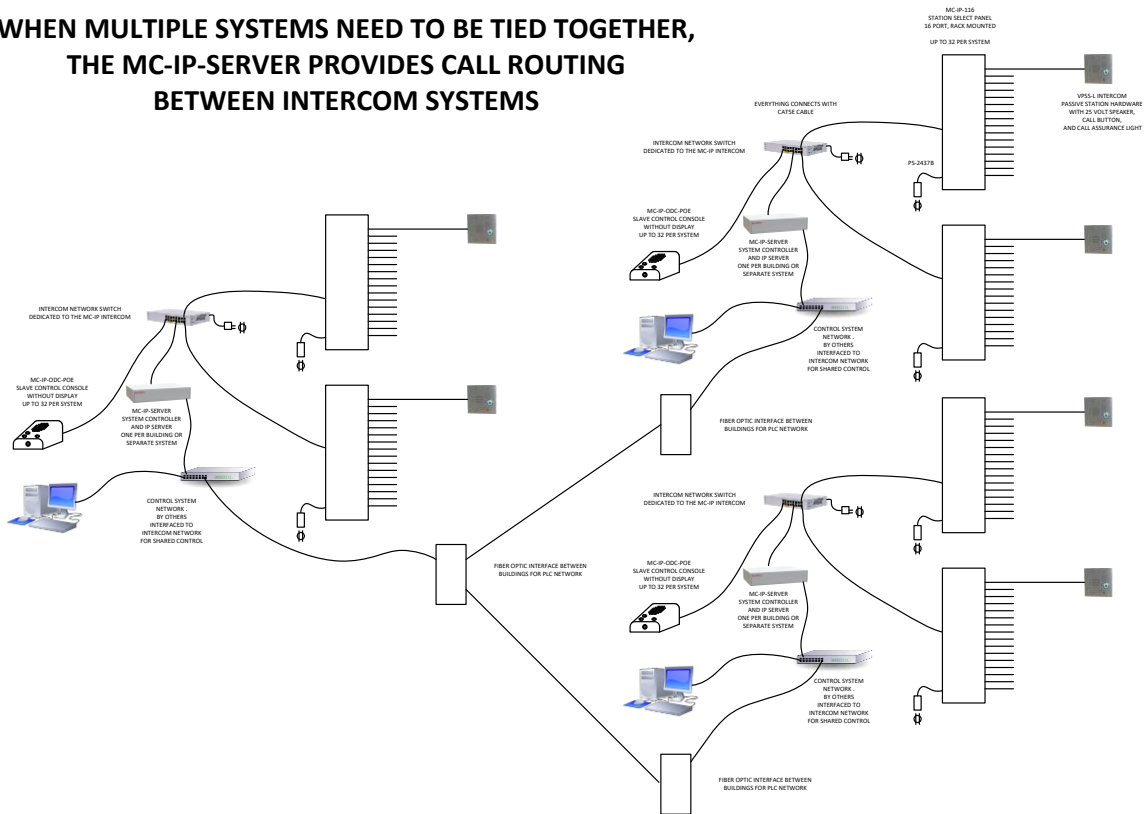 WHEN MULTIPLE SYSTEMS NEED TO BE TIED TOGETHER,
THE MC-IP-SERVER PROVIDES CALL ROUTING
BETWEEN INTERCOM SYSTEMS
MC-IP-116
STATION SELECT PANEL
16 PORT, RACK MOUNTED
UP TO 32 PER SYSTEM
EVERYTHING CONNECTS WITH
CAT5E CABLE
VPSS-L INTERCOM
PASSIVE STATION HARDWARE
WITH 25 VOLT SPEAKER,
CALL BUTTON,
AND CALL ASSURANCE LIGHT
INTERCOM NETWORK SWITCH
DEDICATED TO THE MC-IP INTERCOM
PS-2437B
MC-IP-ODC-POE
SLAVE CONTROL CONSOLE
WITHOUT DISPLAY
UP TO 32 PER SYSTEM
MC-IP-SERVER
SYSTEM CONTROLLER
AND IP SERVER
ONE PER BUILDING OR
SEPARATE SYSTEM
CONTROL SYSTEM
NETWORK .
BY OTHERS
INTERFACED TO
INTERCOM NETWORK
FOR SHARED CONTROL
INTERCOM NETWORK SWITCH
DEDICATED TO THE MC-IP INTERCOM
MC-IP-ODC-POE
SLAVE CONTROL CONSOLE
WITHOUT DISPLAY
UP TO 32 PER SYSTEM
MC-IP-SERVER
SYSTEM CONTROLLER
AND IP SERVER
ONE PER BUILDING OR
SEPARATE SYSTEM
CONTROL SYSTEM
NETWORK .
BY OTHERS
INTERFACED TO
INTERCOM NETWORK
FOR SHARED CONTROL
FIBER OPTIC INTERFACE BETWEEN
BUILDINGS FOR PLC NETWORK
INTERCOM NETWORK SWITCH
DEDICATED TO THE MC-IP INTERCOM
FIBER OPTIC INTERFACE BETWEEN
BUILDINGS FOR PLC NETWORK
MC-IP-ODC-POE
SLAVE CONTROL CONSOLE
WITHOUT DISPLAY
UP TO 32 PER SYSTEM
MC-IP-SERVER
SYSTEM CONTROLLER
AND IP SERVER
ONE PER BUILDING OR
SEPARATE SYSTEM
CONTROL SYSTEM
NETWORK .
BY OTHERS
INTERFACED TO
INTERCOM NETWORK
FOR SHARED CONTROL
FIBER OPTIC INTERFACE BETWEEN
BUILDINGS FOR PLC NETWORK